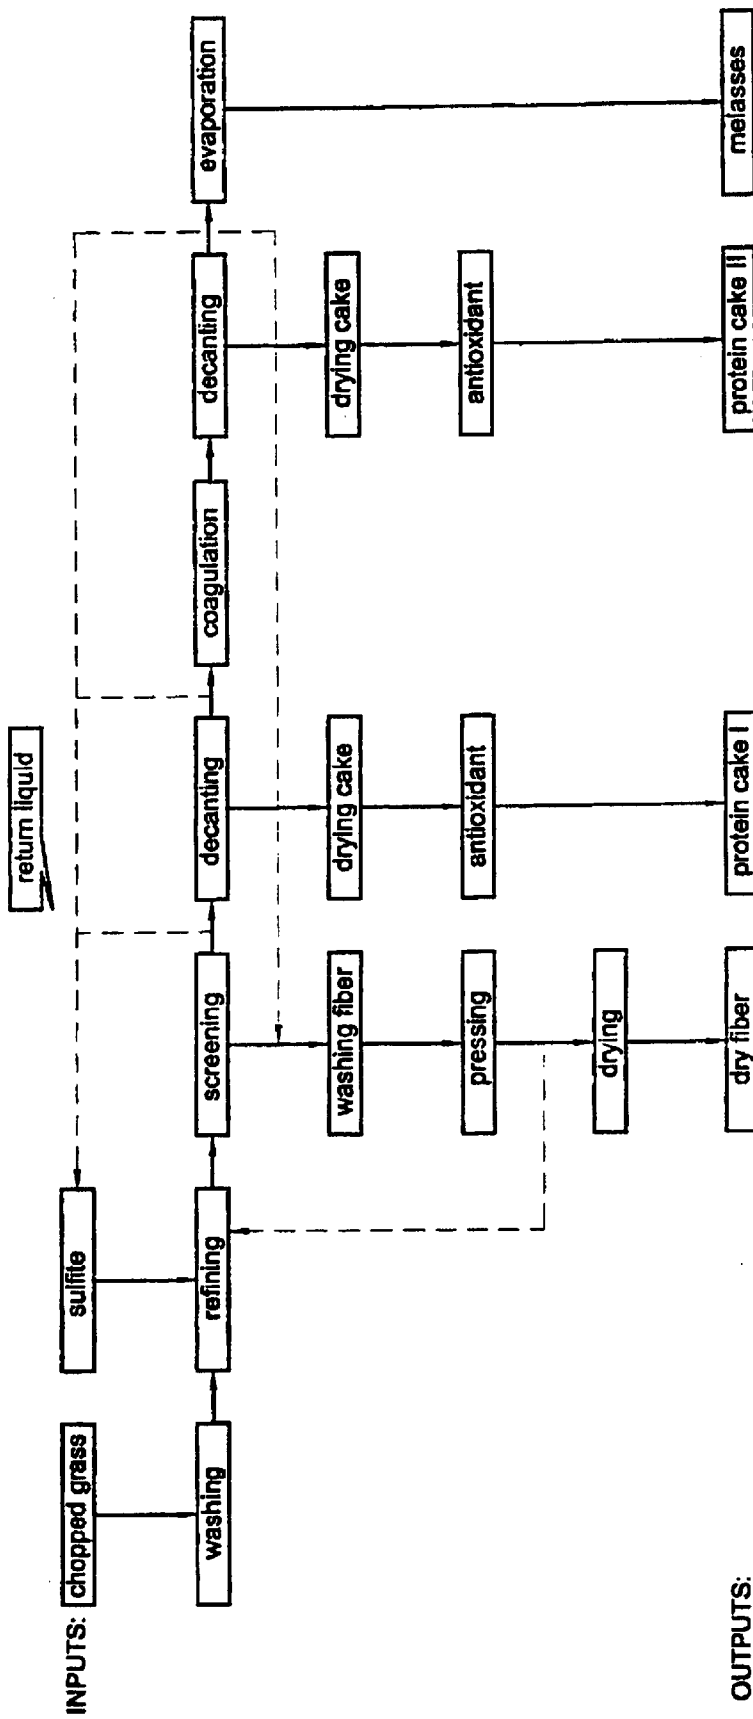 return liquid
INPUTS:
chopped grass
sulfite
washing
refining
screening
decanting
coagulation
decanting
evaporation
washing fiber
drying cake
drying cake
pressing
antioxidant
antioxidant
drying
OUTPUTS:
dry fiber
protein cake I
protein cake II
melasses